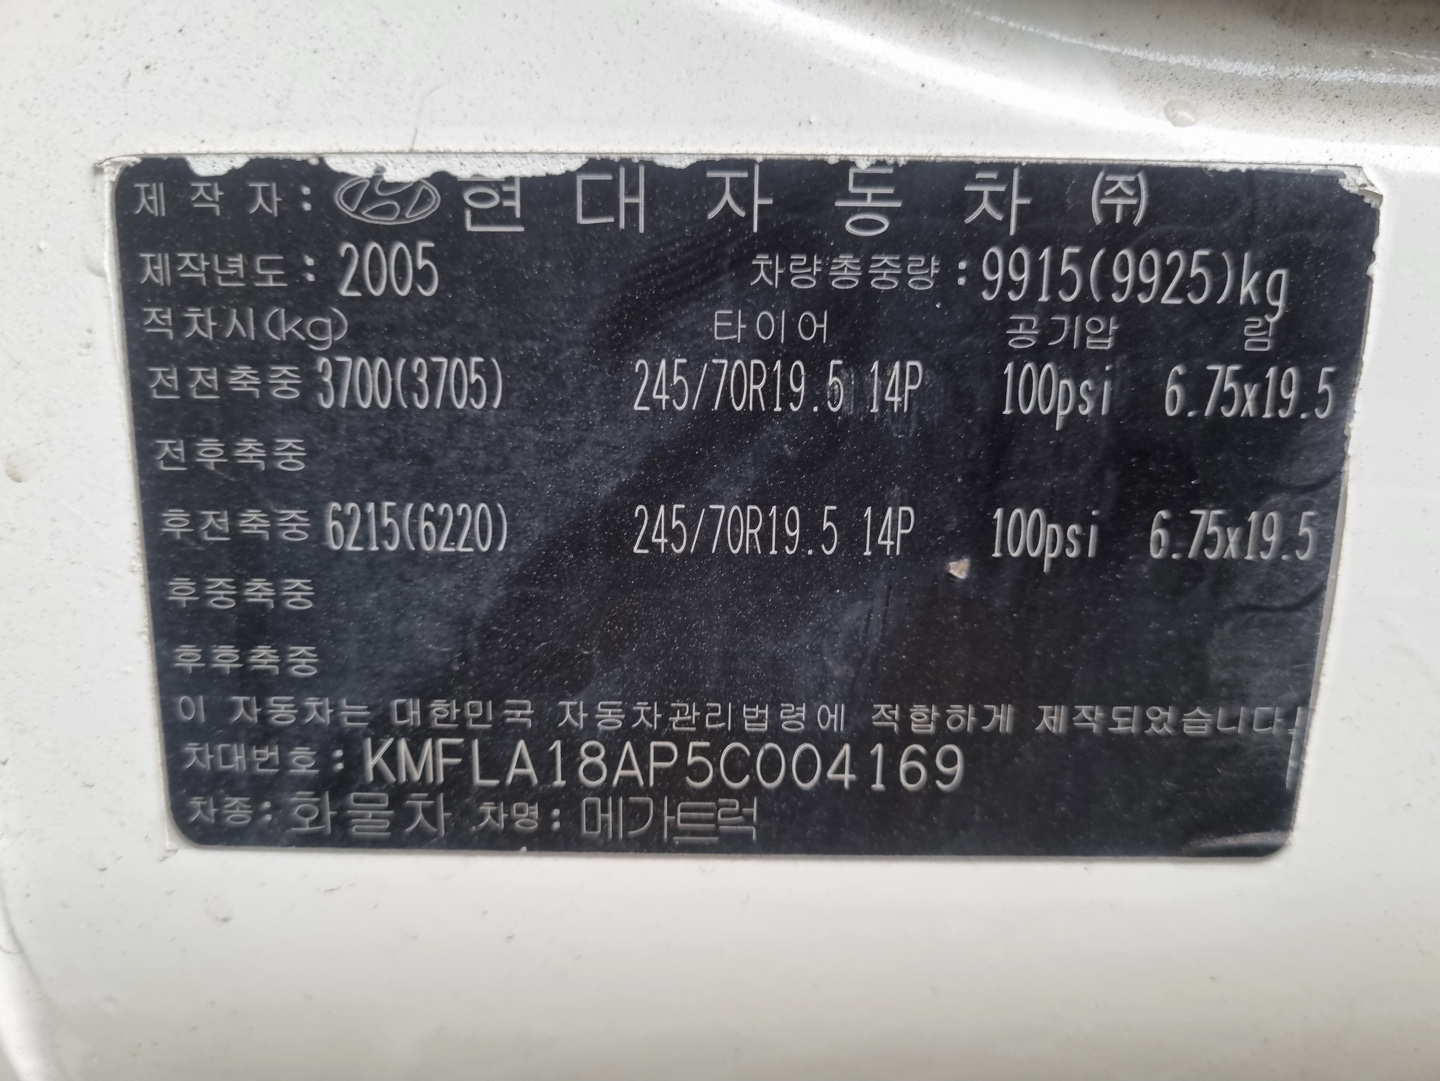 제 작 자 : 현 대 자 동 차 ㈜
제작년도 : 2005 차량총중량 : 9915(9925)kg
적차시(kg) 타이어 공기압 림
전전축중 3700(3705) 245/70R19.5 14P 100psi 6.75x19.5
전후축중
후전축중 6215(6220) 245/70R19.5 14P 100psi 6.75x19.5
후중축중
후후축중
이 자동차는 대한민국 자동차관리법령에 적합하게 제작되었습니다!
차대번호 : KMFLA18AP5C004169
차종: 화물차 차명: 메가트럭